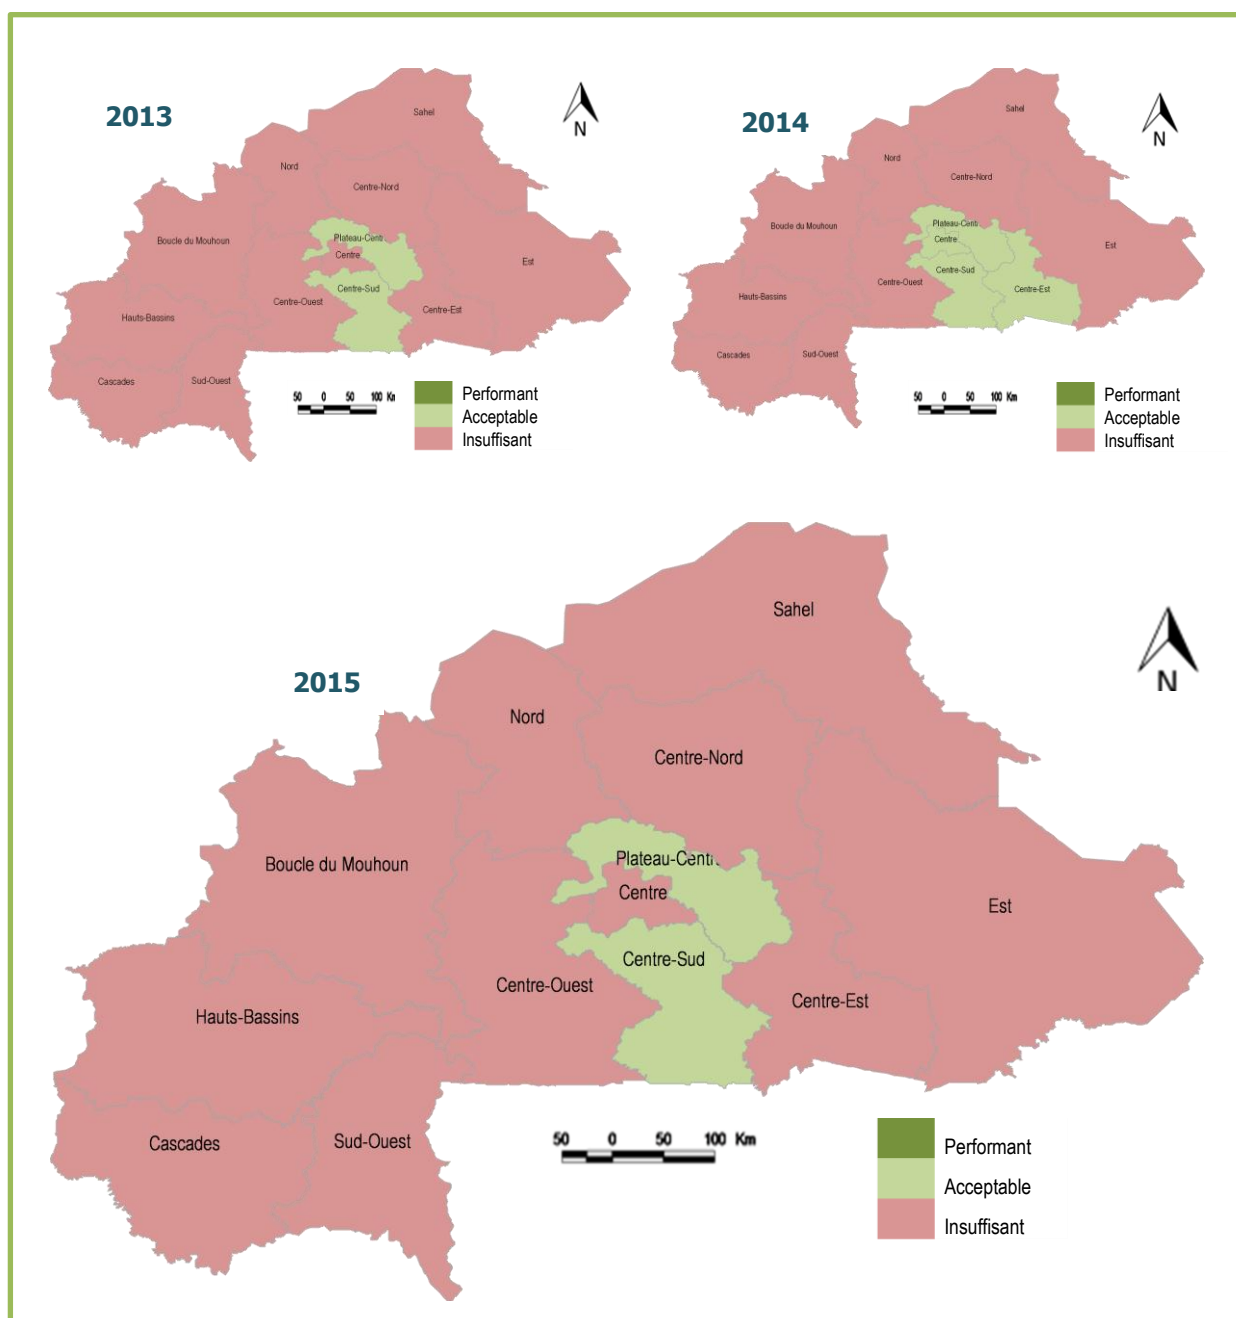 2013
N
Sahel
Nord
Centre-Nord
Boucle du Mouhoun
Plateau-Centr
Centre
Est
Centre-Sud
Centre-Ouest
Centre-Est
Hauts-Bassins
Cascades
Sud-Ouest
50 0 50 100 Km
Performant
Acceptable
Insuffisant
2014
N
Sahel
Nord
Centre-Nord
Boucle du Mouhoun
Plateau-Centr
Centre
Est
Centre-Sud
Centre-Ouest
Centre-Est
Hauts-Bassins
Cascades
Sud-Ouest
50 0 50 100 Km
Performant
Acceptable
Insuffisant
2015
N
Sahel
Nord
Centre-Nord
Boucle du Mouhoun
Plateau-Centr
Centre
Est
Centre-Sud
Centre-Ouest
Centre-Est
Hauts-Bassins
Cascades
Sud-Ouest
50 0 50 100 Km
Performant
Acceptable
Insuffisant